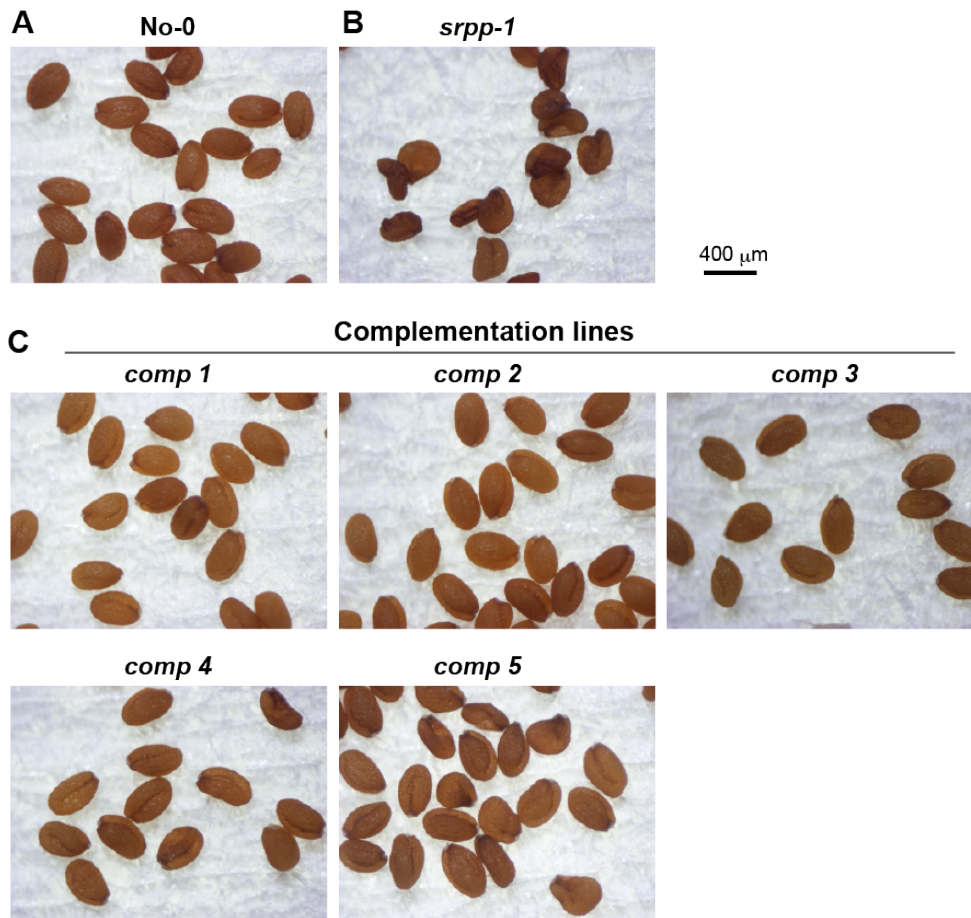 A
No-0
B
srpp-1
400 μm
C
Complementation lines
comp 1
comp 2
comp 3
comp 4
comp 5